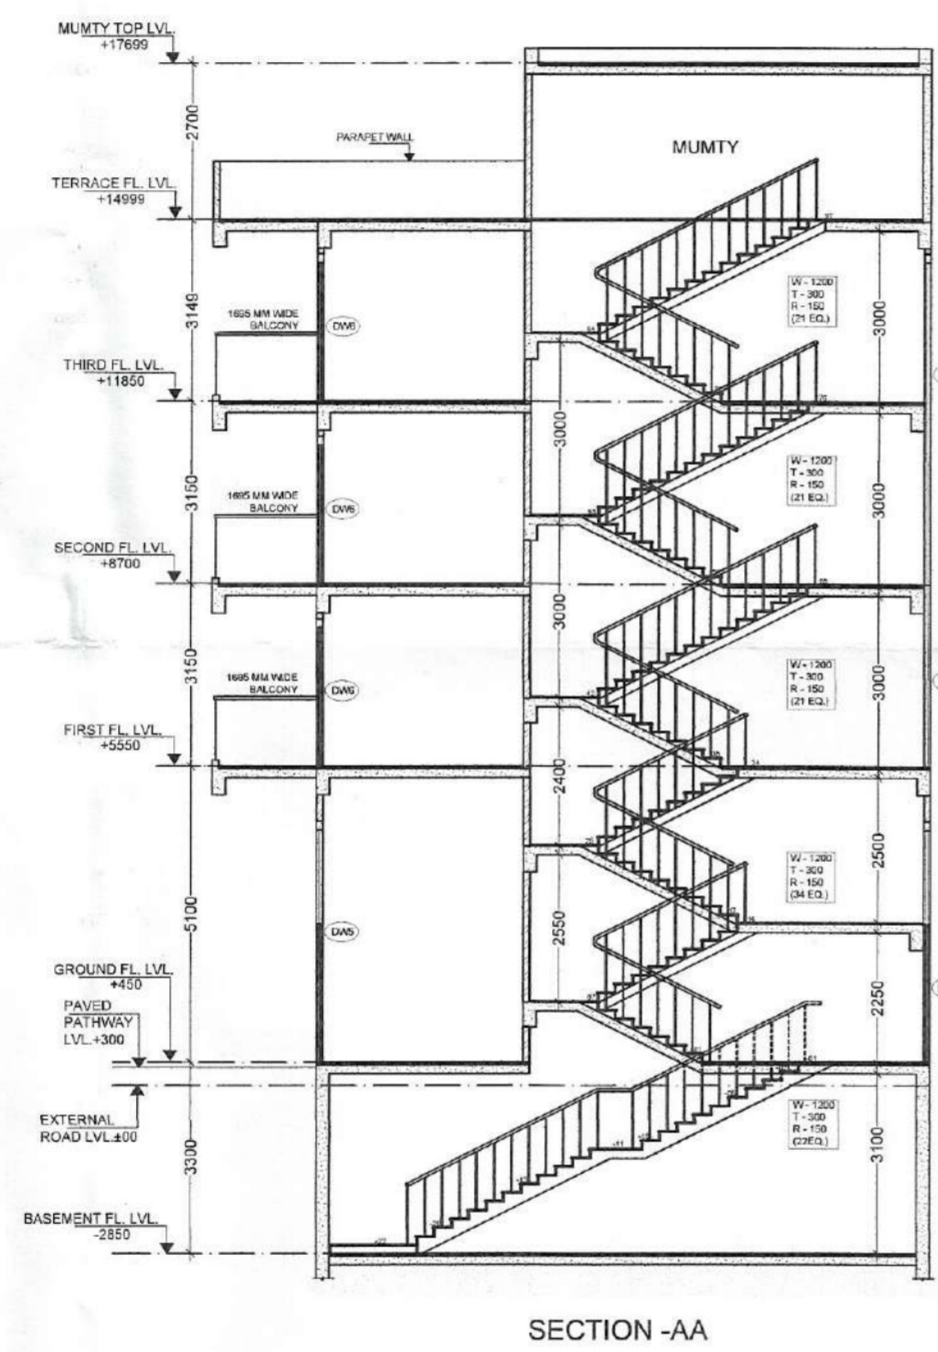 MUMTY TOP LVL.
+17699
2700
PARAPET WALL
MUMTY
TERRACE FL. LVL.
+14999
3149
1695 MM WIDE
BALCONY
DW6
W - 1200
T - 300
R - 150
(21 EQ.)
3000
THIRD FL. LVL.
+11850
3000
3150
1695 MM WIDE
BALCONY
DW6
W - 1200
T - 300
R - 150
(21 EQ.)
3000
SECOND FL. LVL.
+8700
3000
3150
1695 MM WIDE
BALCONY
DW6
W - 1200
T - 300
R - 150
(21 EQ.)
3000
FIRST FL. LVL.
+5550
2400
5100
DW5
W - 1200
T - 300
R - 150
(34 EQ.)
2500
2550
GROUND FL. LVL.
+450
PAVED
PATHWAY
LVL.+300
2250
EXTERNAL
ROAD LVL.±00
3300
W - 1200
T - 300
R - 150
(22EQ.)
3100
BASEMENT FL. LVL.
-2850
SECTION -AA